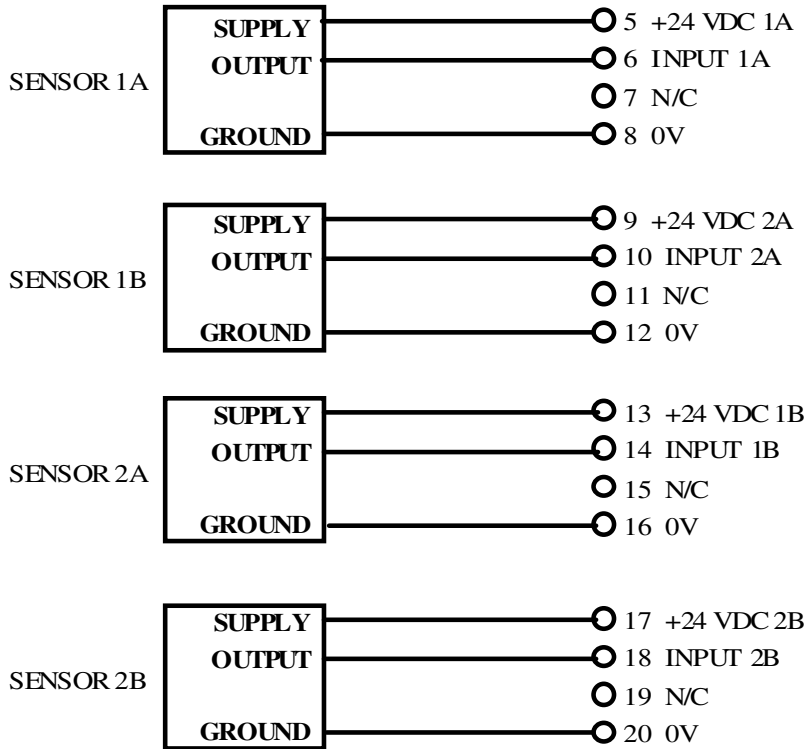 SUPPLY 5 +24 VDC 1A
OUTPUT 6 INPUT 1A
SENSOR 1A
7 N/C
GROUND 8 0V
SUPPLY 9 +24 VDC 2A
OUTPUT 10 INPUT 2A
SENSOR 1B
11 N/C
GROUND 12 0V
SUPPLY 13 +24 VDC 1B
OUTPUT 14 INPUT 1B
SENSOR 2A
15 N/C
GROUND 16 0V
SUPPLY 17 +24 VDC 2B
OUTPUT 18 INPUT 2B
SENSOR 2B
19 N/C
GROUND 20 0V